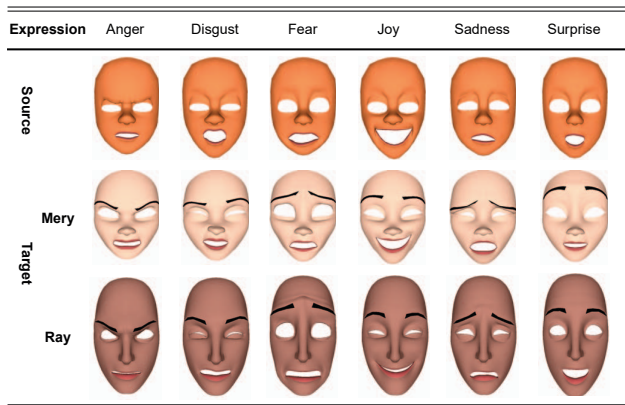 Expression Anger Disgust Fear Joy Sadness Surprise
Source
Mery
Target
Ray